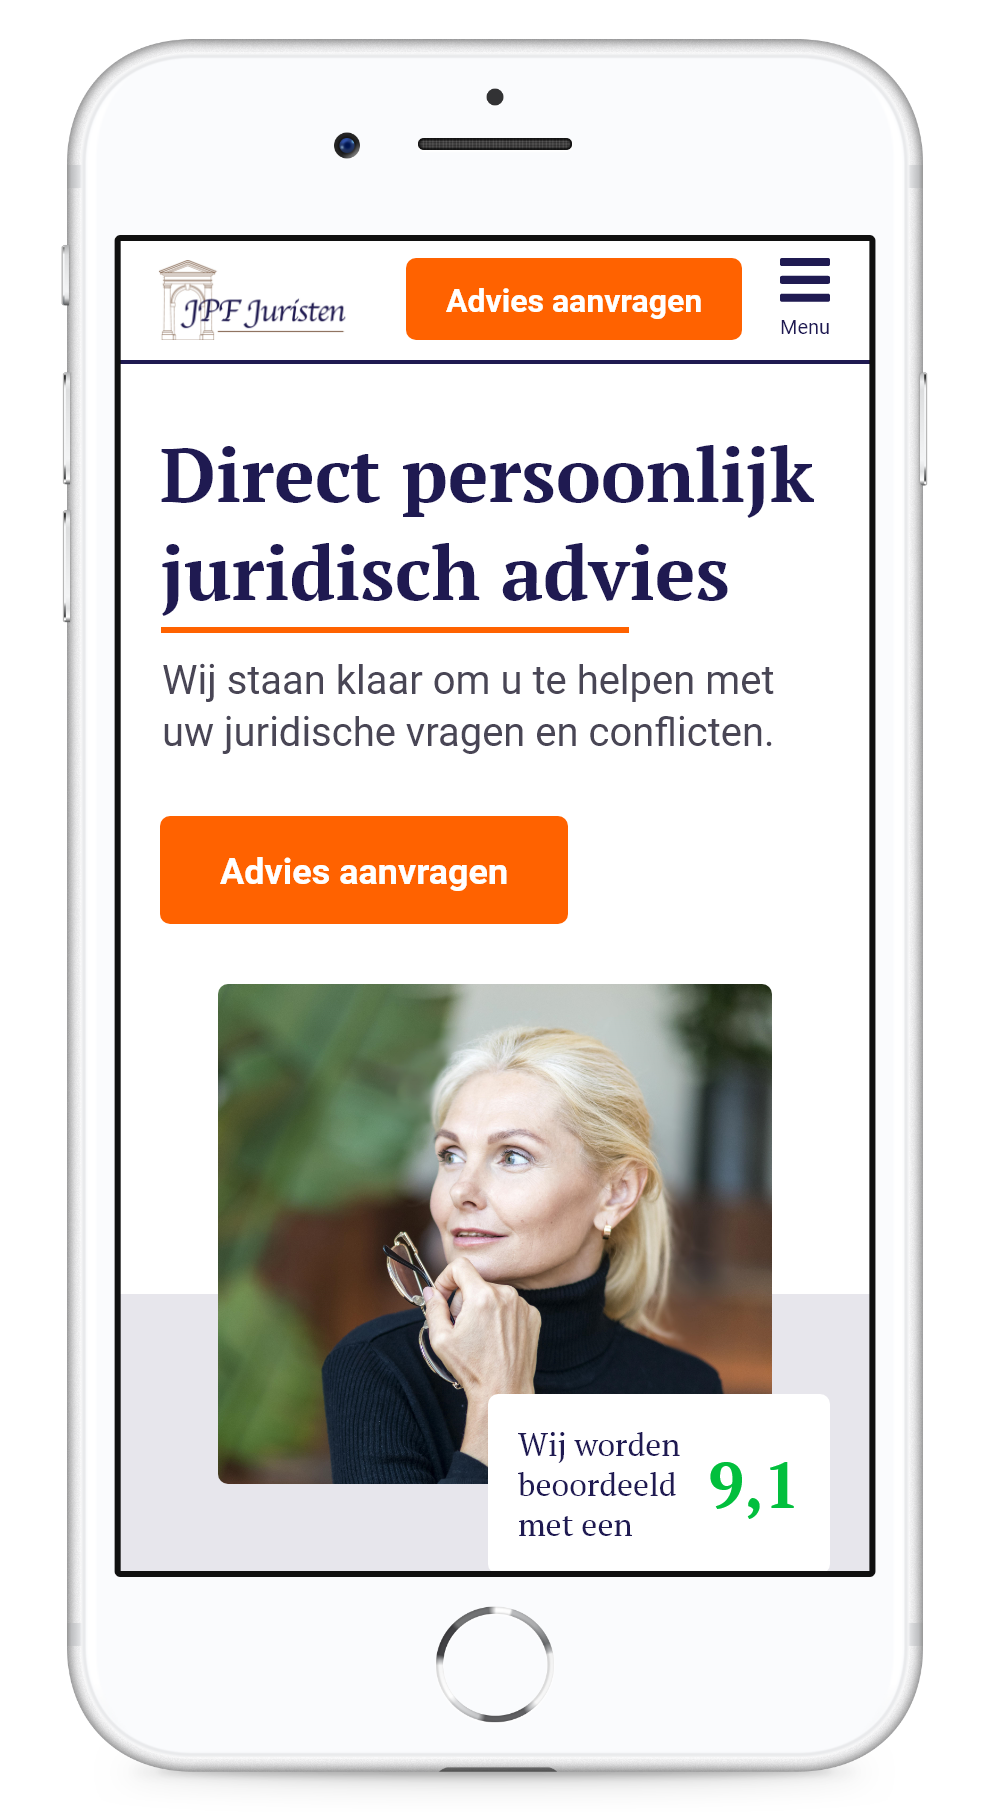 JPF Juristen
Advies aanvragen
Menu
Direct persoonlijk
juridisch advies
Wij staan klaar om u te helpen met
uw juridische vragen en conflicten.
Advies aanvragen
Wij worden
beoordeeld
met een
9,1